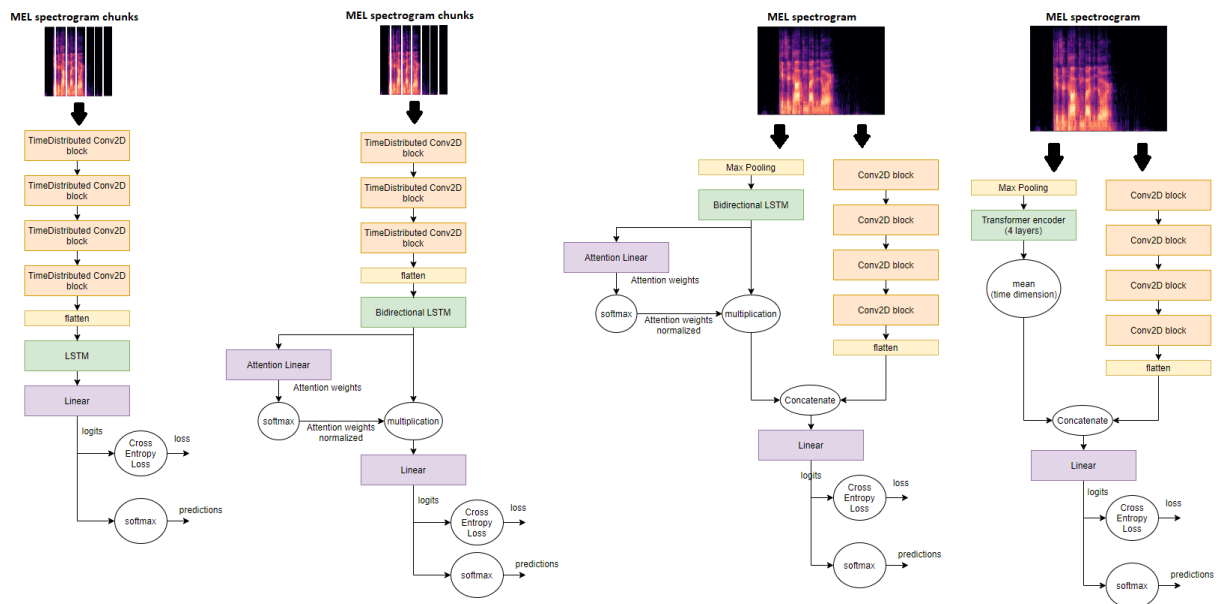 MEL spectrogram chunks
TimeDistributed Conv2D
block
TimeDistributed Conv2D
block
TimeDistributed Conv2D
block
TimeDistributed Conv2D
block
flatten
LSTM
Linear
logits
Cross
Entropy
Loss
loss
softmax
predictions
MEL spectrogram chunks
TimeDistributed Conv2D
block
TimeDistributed Conv2D
block
TimeDistributed Conv2D
block
flatten
Bidirectional LSTM
Attention Linear
Attention weights
softmax
Attention weights
normalized
multiplication
Linear
logits
Cross
Entropy
Loss
loss
softmax
predictions
MEL spectrogram
Max Pooling
Bidirectional LSTM
Attention Linear
Attention weights
softmax
Attention weights
normalized
multiplication
Conv2D block
Conv2D block
Conv2D block
Conv2D block
flatten
Concatenate
Linear
logits
Cross
Entropy
Loss
loss
softmax
predictions
MEL spectrocgram
Max Pooling
Transformer encoder
(4 layers)
mean
(time dimension)
Conv2D block
Conv2D block
Conv2D block
Conv2D block
flatten
Concatenate
Linear
logits
Cross
Entropy
Loss
loss
softmax
predictions